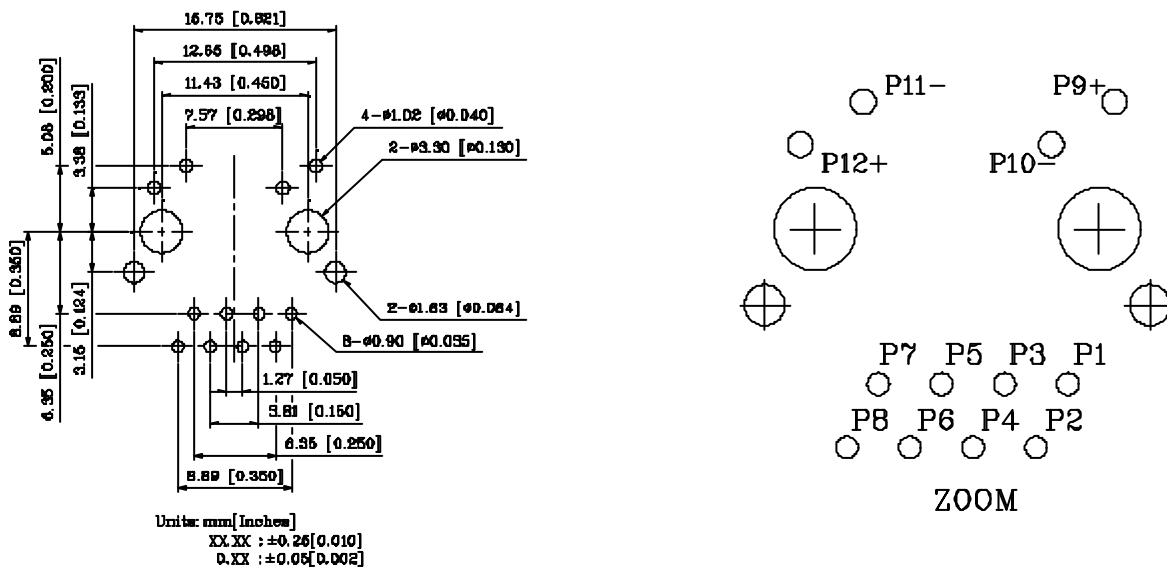 15.75 [0.621]
12.65 [0.498]
11.43 [0.450]
7.57 [0.298]
5.08 [0.200]
3.38 [0.133]
4-ø1.02 [ø0.040]
2-ø3.30 [ø0.130]
8.89 [0.350]
6.35 [0.250]
3.15 [0.124]
2-ø1.63 [ø0.064]
8-ø0.90 [ø0.035]
1.27 [0.050]
3.81 [0.150]
6.35 [0.250]
8.89 [0.350]
Units: mm[Inches]
XX.XX : ±0.25[0.010]
0.XX : ±0.05[0.002]
P11- P9+
P12+ P10-
P7 P5 P3 P1
P8 P6 P4 P2
ZOOM